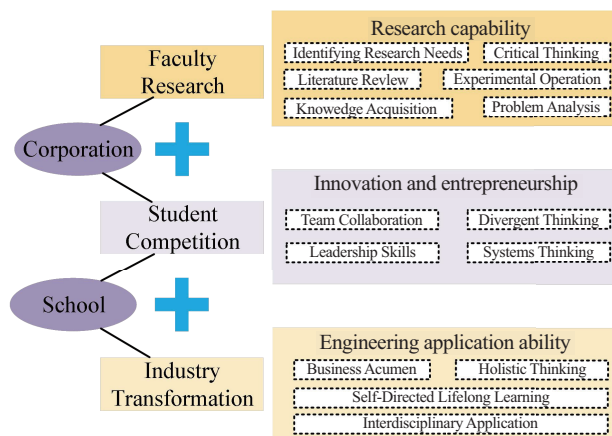 Research capability
Faculty
Research
Identifying Research Needs
Critical Thinking
Literature Review
Experimental Operation
Knowedge Acquisition
Problem Analysis
Corporation
Student
Competition
Innovation and entrepreneurship
Team Collaboration
Divergent Thinking
Leadership Skills
Systems Thinking
School
Industry
Transformation
Engineering application ability
Business Acumen
Holistic Thinking
Self-Directed Lifelong Learning
Interdisciplinary Application